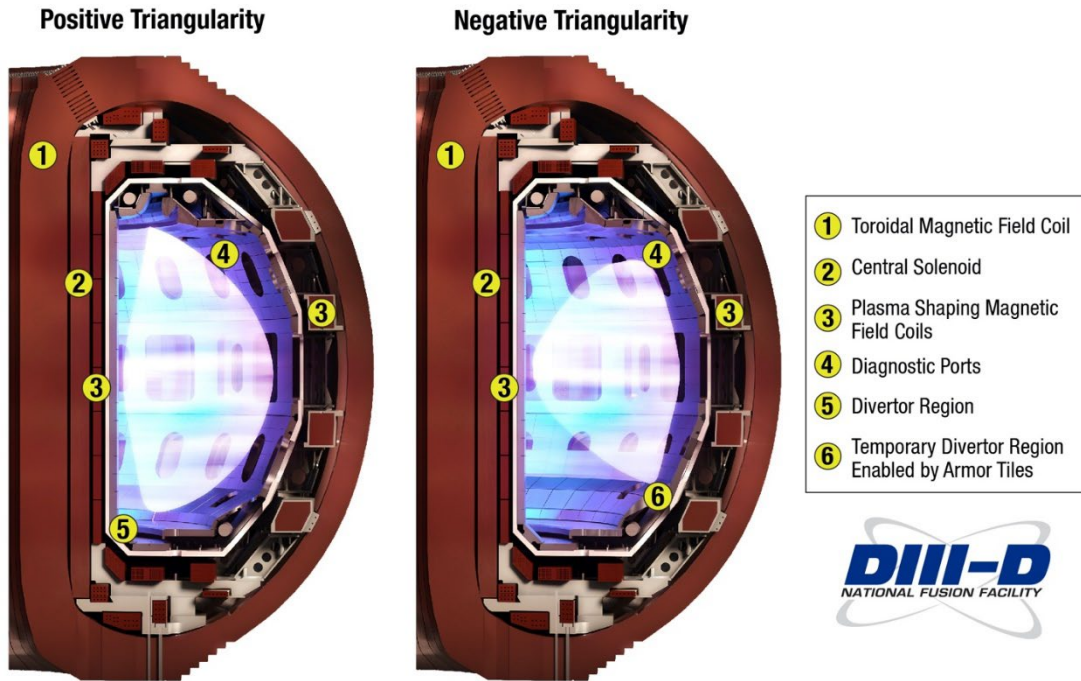 Positive Triangularity
Negative Triangularity
1
1
4
4
2
2
3
3
3
3
5
6
1 Toroidal Magnetic Field Coil
2 Central Solenoid
3 Plasma Shaping Magnetic
Field Coils
4 Diagnostic Ports
5 Divertor Region
6 Temporary Divertor Region
Enabled by Armor Tiles
DIII-D
NATIONAL FUSION FACILITY